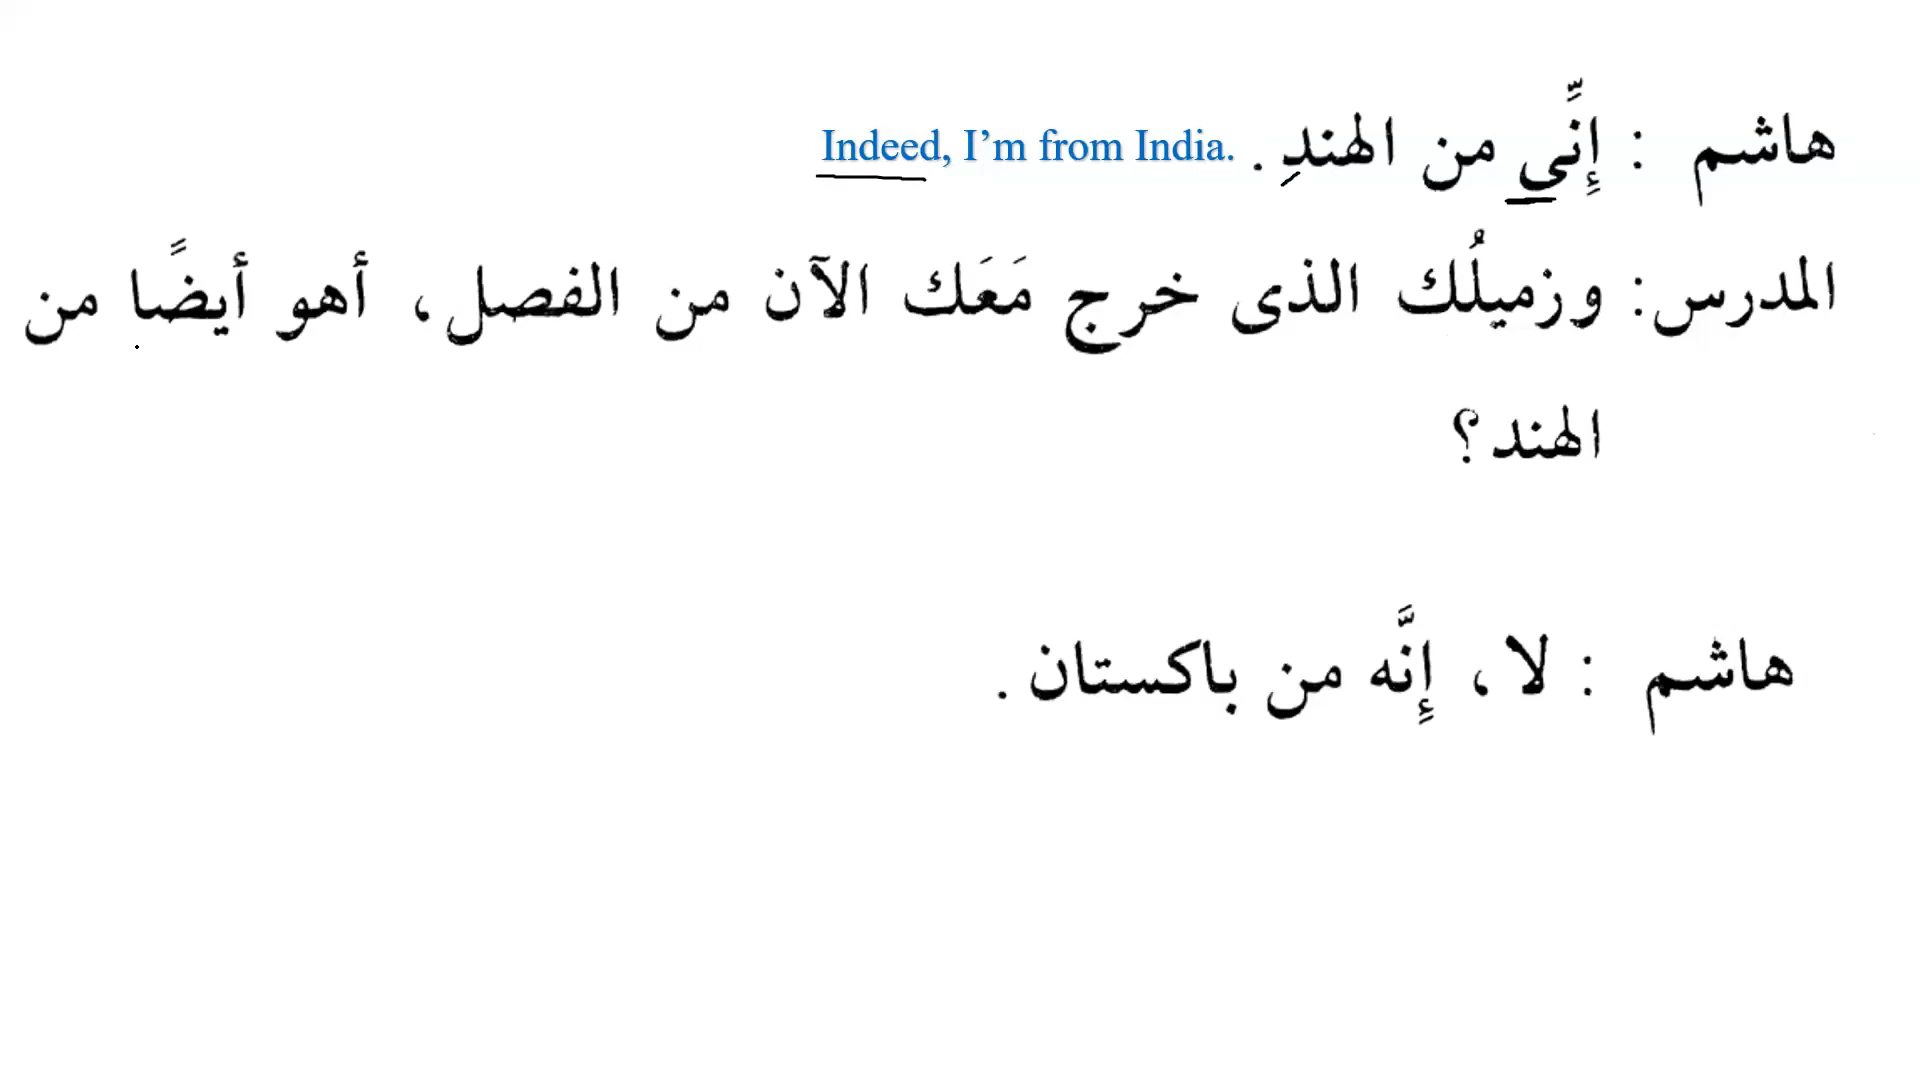 هاشم : إِنِّي من الهندِ . Indeed, I’m from India.
المدرس: وزميلُك الذى خرج مَعَك الآن من الفصل، أهو أيضًا من
الهند؟
هاشم : لا، إِنَّه من باكستان .